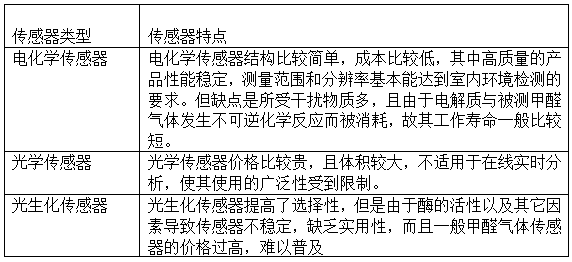 传感器类型 传感器特点
电化学传感器 电化学传感器结构比较简单，成本比较低，其中高质量的产
品性能稳定，测量范围和分辨率基本能达到室内环境检测的
要求。但缺点是所受干扰物质多，且由于电解质与被测甲醛
气体发生不可逆化学反应而被消耗，故其工作寿命一般比较
短。
光学传感器 光学传感器价格比较贵，且体积较大，不适用于在线实时分
析，使其使用的广泛性受到限制。
光生化传感器 光生化传感器提高了选择性，但是由于酶的活性以及其它因
素导致传感器不稳定，缺乏实用性，而且一般甲醛气体传感
器的价格过高，难以普及